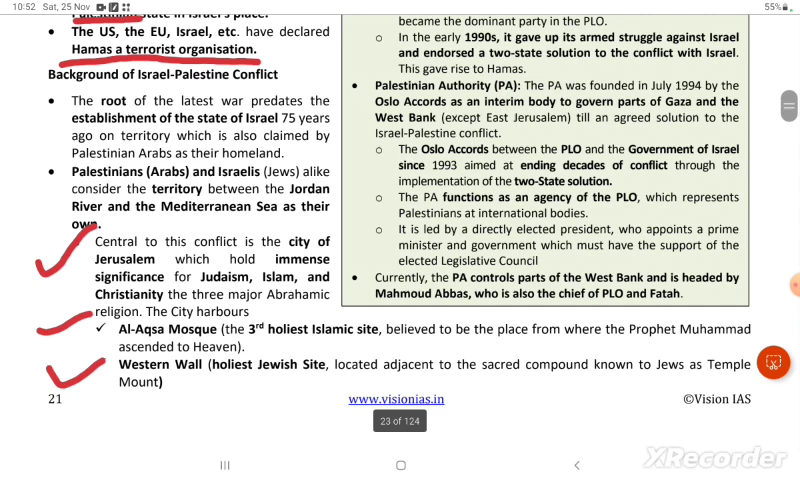 10:52 Sat, 25 Nov
55%
Palestinian State in Israel's place.
• The US, the EU, Israel, etc. have declared
Hamas a terrorist organisation.
Background of Israel-Palestine Conflict
• The root of the latest war predates the
establishment of the state of Israel 75 years
ago on territory which is also claimed by
Palestinian Arabs as their homeland.
• Palestinians (Arabs) and Israelis (Jews) alike
consider the territory between the Jordan
River and the Mediterranean Sea as their
own.
Central to this conflict is the city of
Jerusalem which hold immense
significance for Judaism, Islam, and
Christianity the three major Abrahamic
religion. The City harbours
✓ Al-Aqsa Mosque (the 3rd holiest Islamic site, believed to be the place from where the Prophet Muhammad
ascended to Heaven).
Western Wall (holiest Jewish Site, located adjacent to the sacred compound known to Jews as Temple
Mount)
became the dominant party in the PLO.
o In the early 1990s, it gave up its armed struggle against Israel
and endorsed a two-state solution to the conflict with Israel.
This gave rise to Hamas.
• Palestinian Authority (PA): The PA was founded in July 1994 by the
Oslo Accords as an interim body to govern parts of Gaza and the
West Bank (except East Jerusalem) till an agreed solution to the
Israel-Palestine conflict.
o The Oslo Accords between the PLO and the Government of Israel
since 1993 aimed at ending decades of conflict through the
implementation of the two-State solution.
o The PA functions as an agency of the PLO, which represents
Palestinians at international bodies.
o It is led by a directly elected president, who appoints a prime
minister and government which must have the support of the
elected Legislative Council
• Currently, the PA controls parts of the West Bank and is headed by
Mahmoud Abbas, who is also the chief of PLO and Fatah.
21
www.visionias.in
©Vision IAS
23 of 124
XRecorder